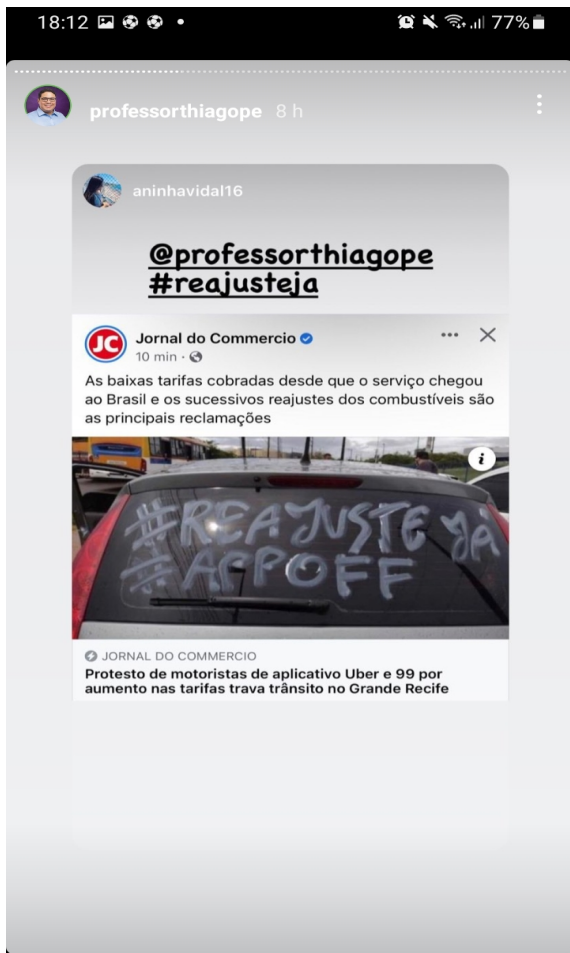 18:12
77%
professorthiagope 8 h
aninhavidal16
@professorthiagope
#reajusteja
JC
Jornal do Commercio
10 min
As baixas tarifas cobradas desde que o serviço chegou
ao Brasil e os sucessivos reajustes dos combustíveis são
as principais reclamações
i
#REAJUSTE JÁ
#APPOFF
JORNAL DO COMMERCIO
Protesto de motoristas de aplicativo Uber e 99 por
aumento nas tarifas trava trânsito no Grande Recife